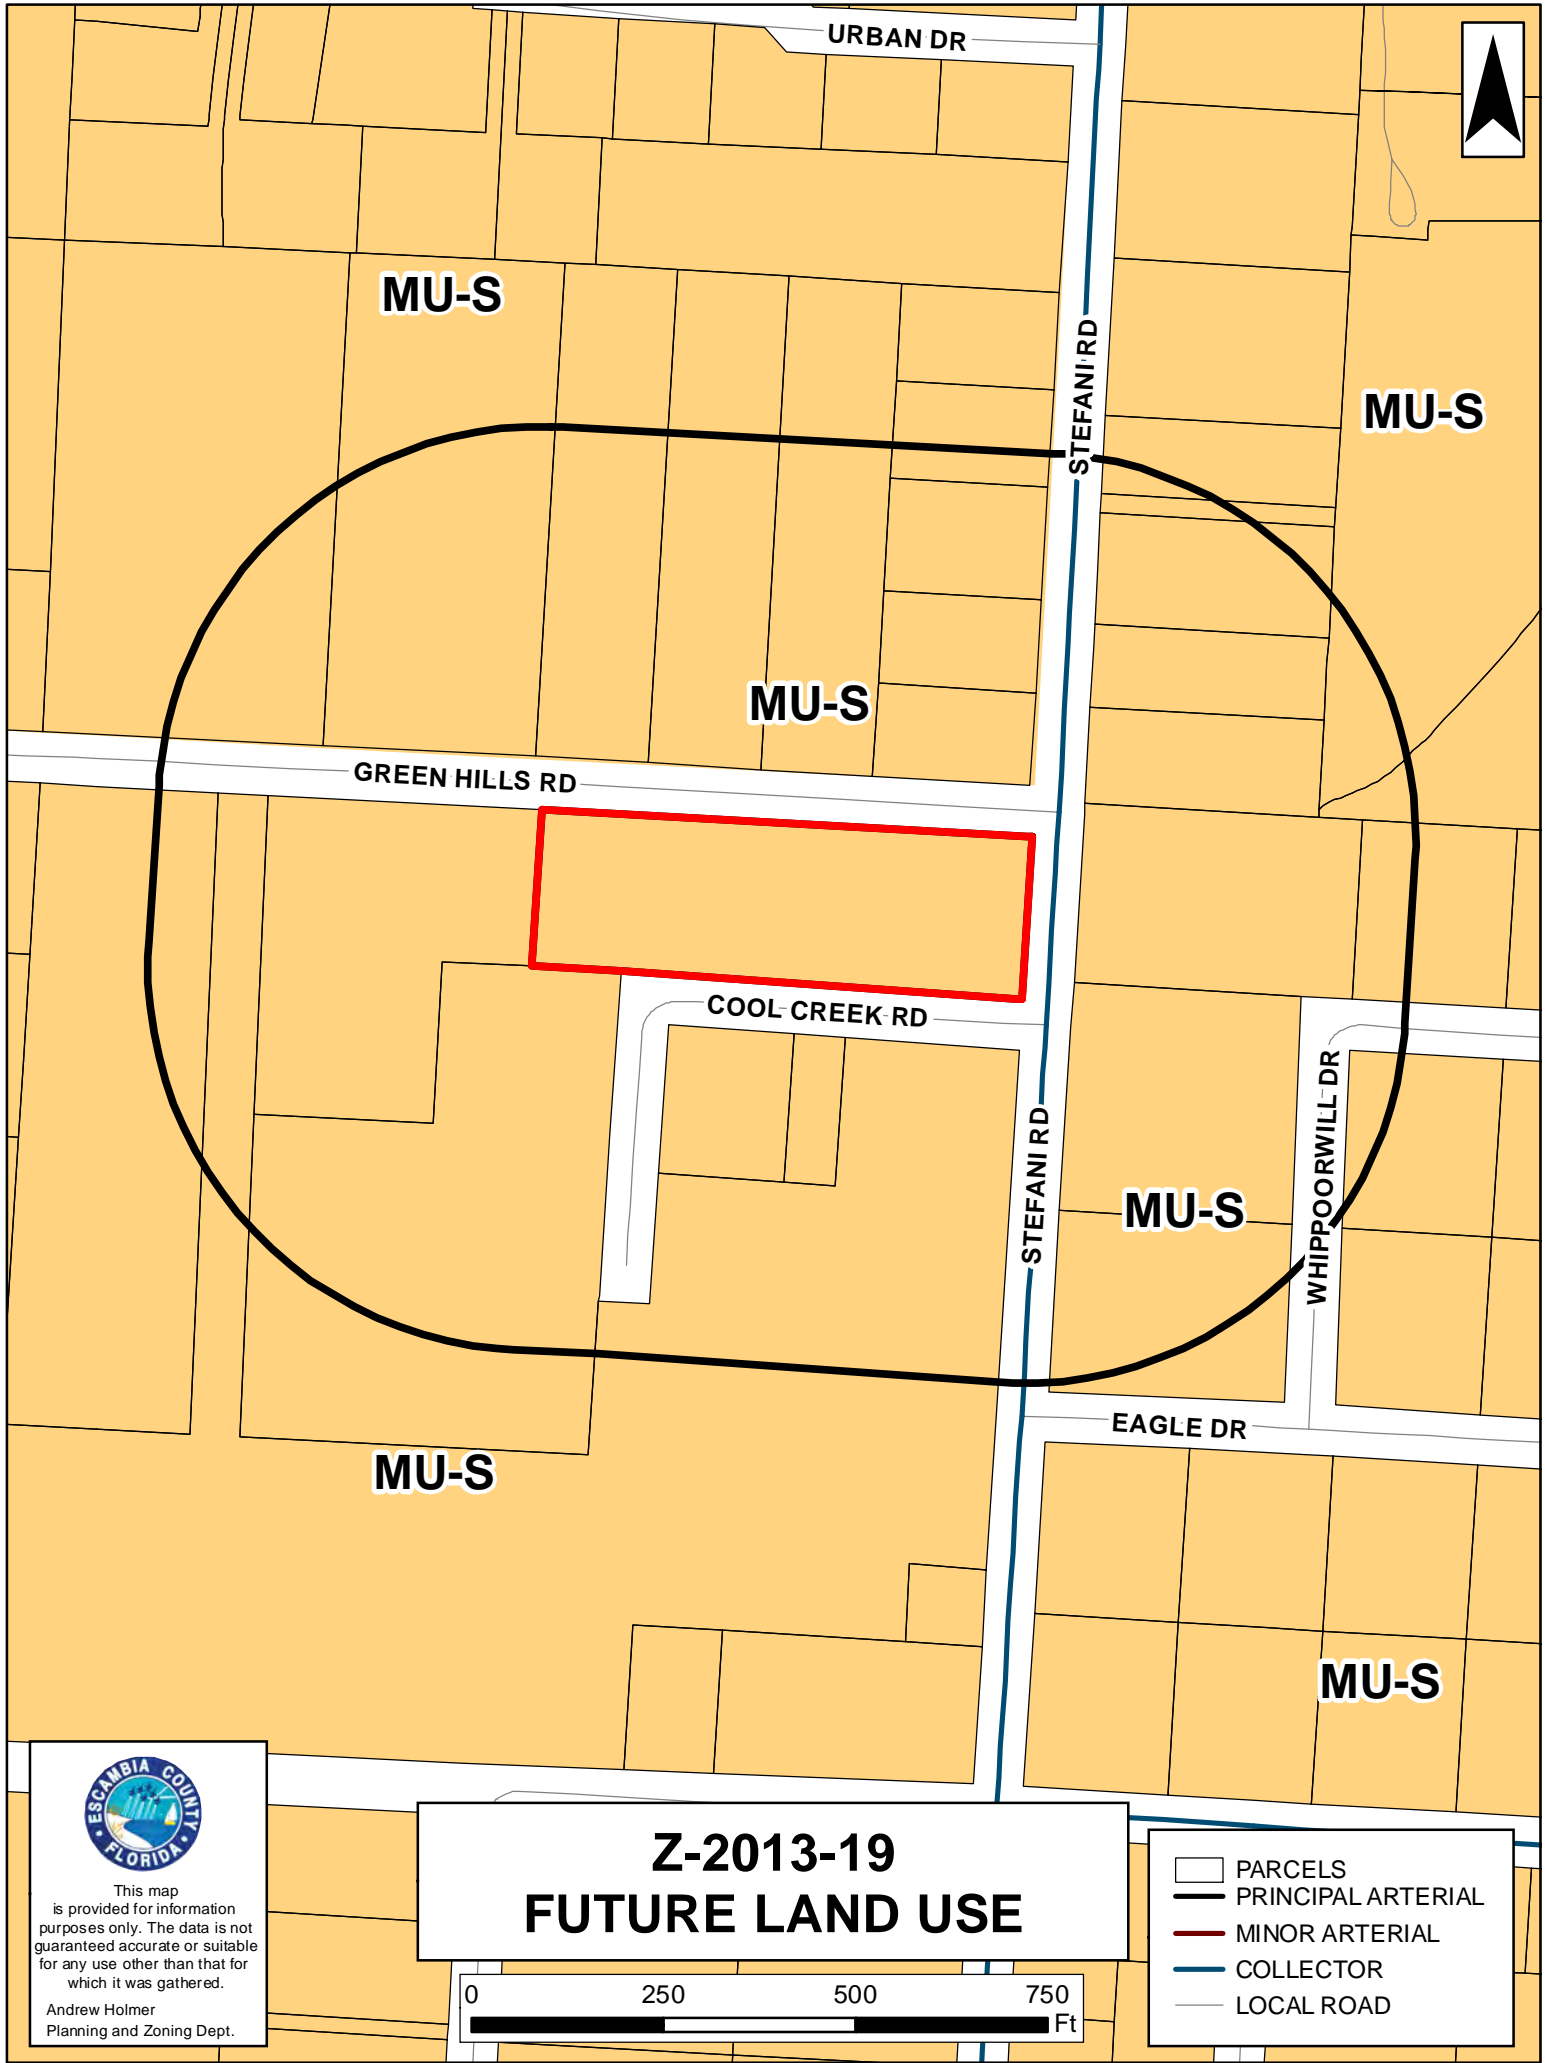 URBAN DR
MU-S
STEFANI RD
MU-S
MU-S
GREEN HILLS RD
COOL CREEK RD
STEFANI RD
WHIPPOORWILL DR
MU-S
EAGLE DR
MU-S
MU-S
ESCAMBIA COUNTY
FLORIDA
This map
is provided for information
purposes only. The data is not
guaranteed accurate or suitable
for any use other than that for
which it was gathered.
Andrew Holmer
Planning and Zoning Dept.
Z-2013-19
FUTURE LAND USE
0 250 500 750
Ft
PARCELS
PRINCIPAL ARTERIAL
MINOR ARTERIAL
COLLECTOR
LOCAL ROAD